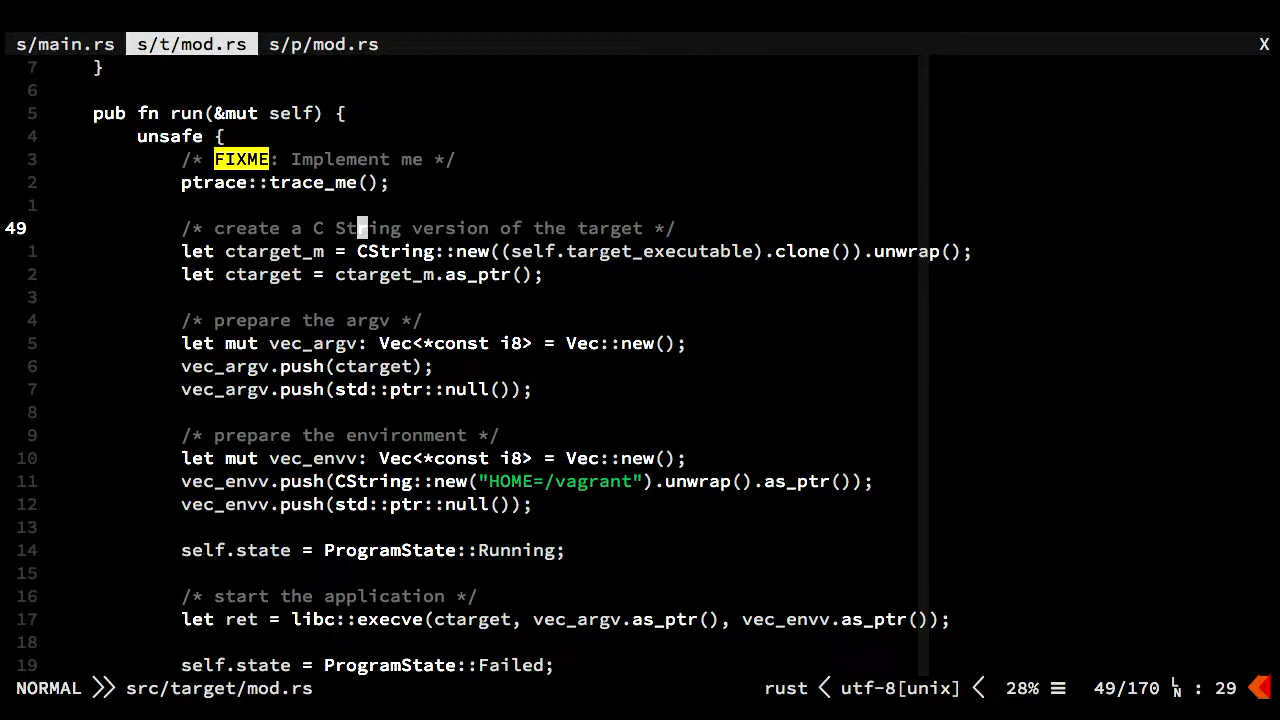 s/main.rs s/t/mod.rs s/p/mod.rs X
7 }
6
5 pub fn run(&mut self) {
4 unsafe {
3 /* FIXME: Implement me */
2 ptrace::trace_me();
1
49 /* create a C String version of the target */
1 let ctarget_m = CString::new((self.target_executable).clone()).unwrap();
2 let ctarget = ctarget_m.as_ptr();
3
4 /* prepare the argv */
5 let mut vec_argv: Vec<*const i8> = Vec::new();
6 vec_argv.push(ctarget);
7 vec_argv.push(std::ptr::null());
8
9 /* prepare the environment */
10 let mut vec_envv: Vec<*const i8> = Vec::new();
11 vec_envv.push(CString::new("HOME=/vagrant").unwrap().as_ptr());
12 vec_envv.push(std::ptr::null());
13
14 self.state = ProgramState::Running;
15
16 /* start the application */
17 let ret = libc::execve(ctarget, vec_argv.as_ptr(), vec_envv.as_ptr());
18
19 self.state = ProgramState::Failed;
NORMAL src/target/mod.rs rust utf-8[unix] 28% 49/170 LN : 29